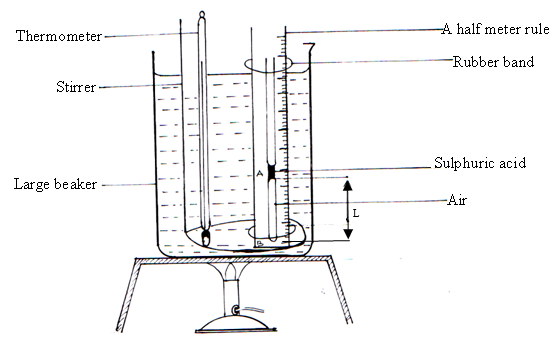 Thermometer
A half meter rule
Rubber band
Stirrer
Sulphuric acid
A
Large beaker
Air
L
B